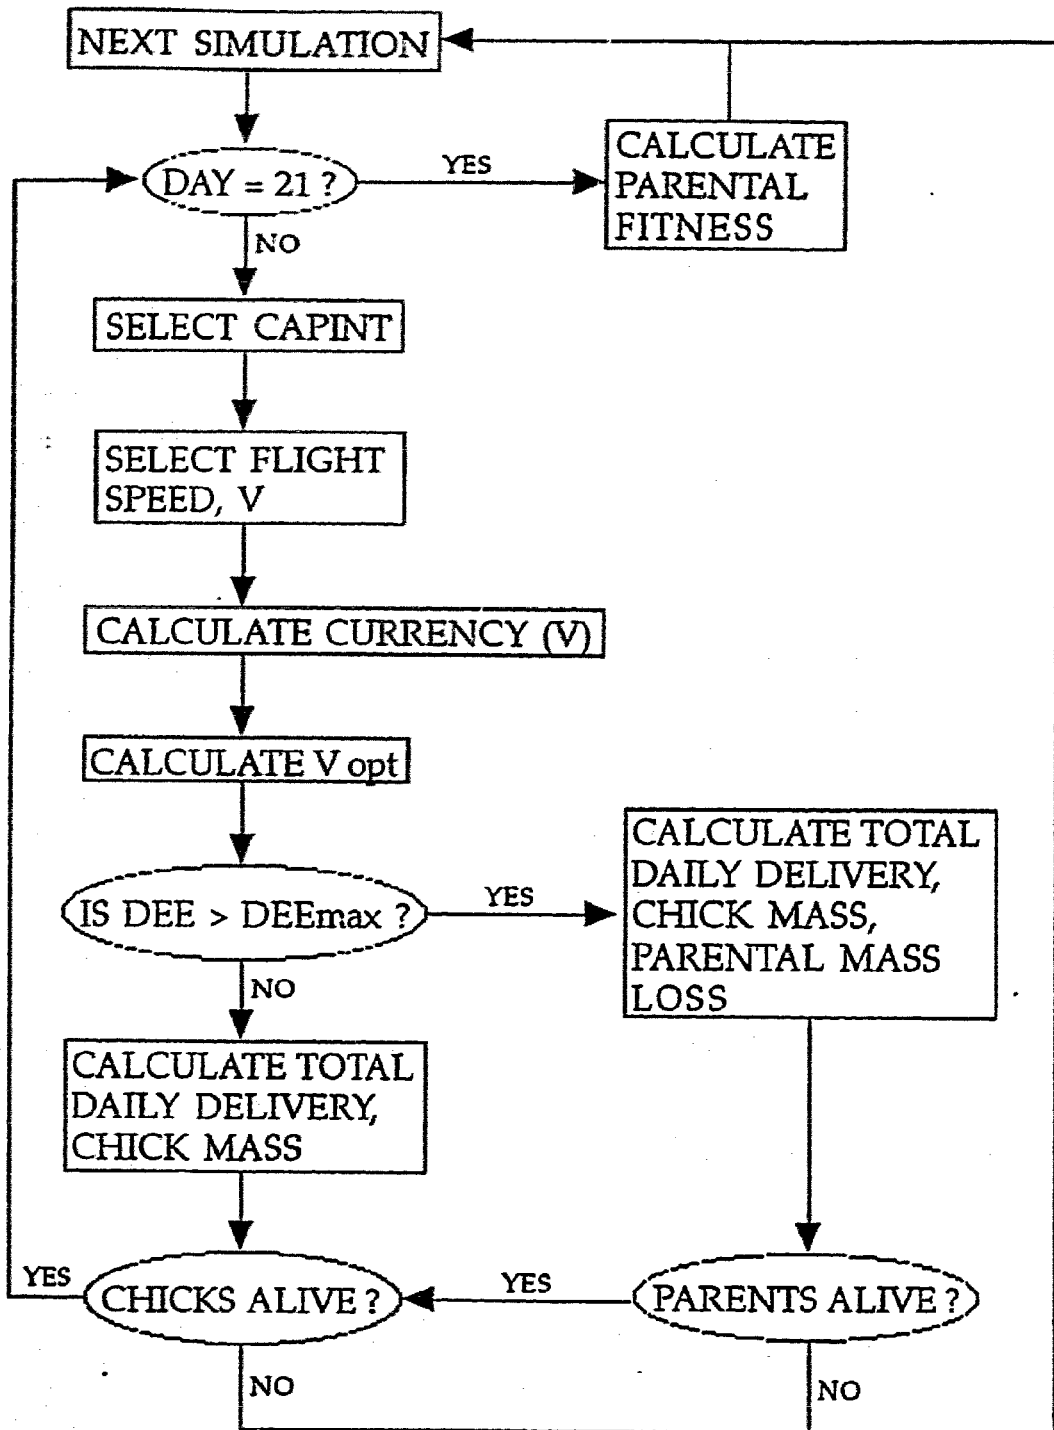 NEXT SIMULATION
DAY = 21 ?
YES
CALCULATE
PARENTAL
FITNESS
NO
SELECT CAPINT
SELECT FLIGHT
SPEED, V
CALCULATE CURRENCY (V)
CALCULATE V opt
IS DEE > DEEmax ?
YES
CALCULATE TOTAL
DAILY DELIVERY,
CHICK MASS,
PARENTAL MASS
LOSS
NO
CALCULATE TOTAL
DAILY DELIVERY,
CHICK MASS
YES
CHICKS ALIVE ?
YES
PARENTS ALIVE ?
NO
NO